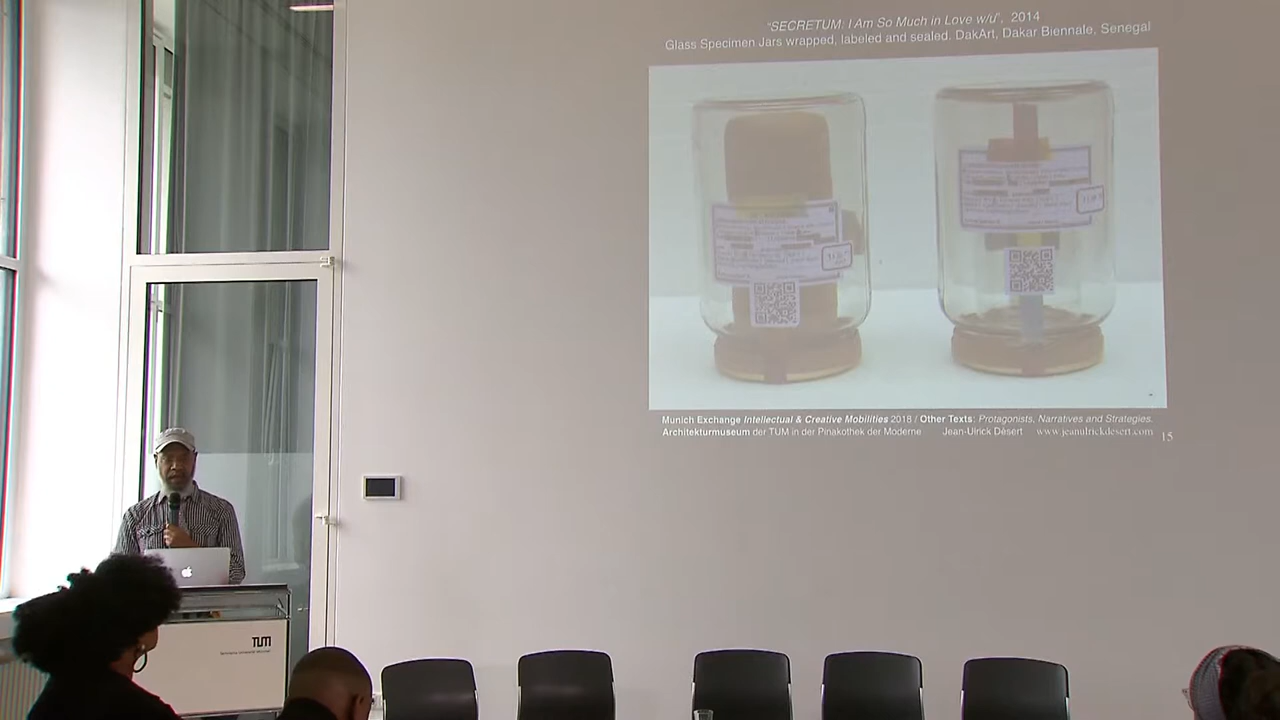 "SECRETUM: I Am So Much in Love w/u", 2014
Glass Specimen Jars wrapped, labeled and sealed. DakArt, Dakar Biennale, Senegal
Munich Exchange Intellectual & Creative Mobilities 2018 / Other Texts: Protagonists, Narratives and Strategies.
Architekturmuseum der TUM in der Pinakothek der Moderne Jean-Ulrick Désert www.jeanulrickdesert.com 15
TUM